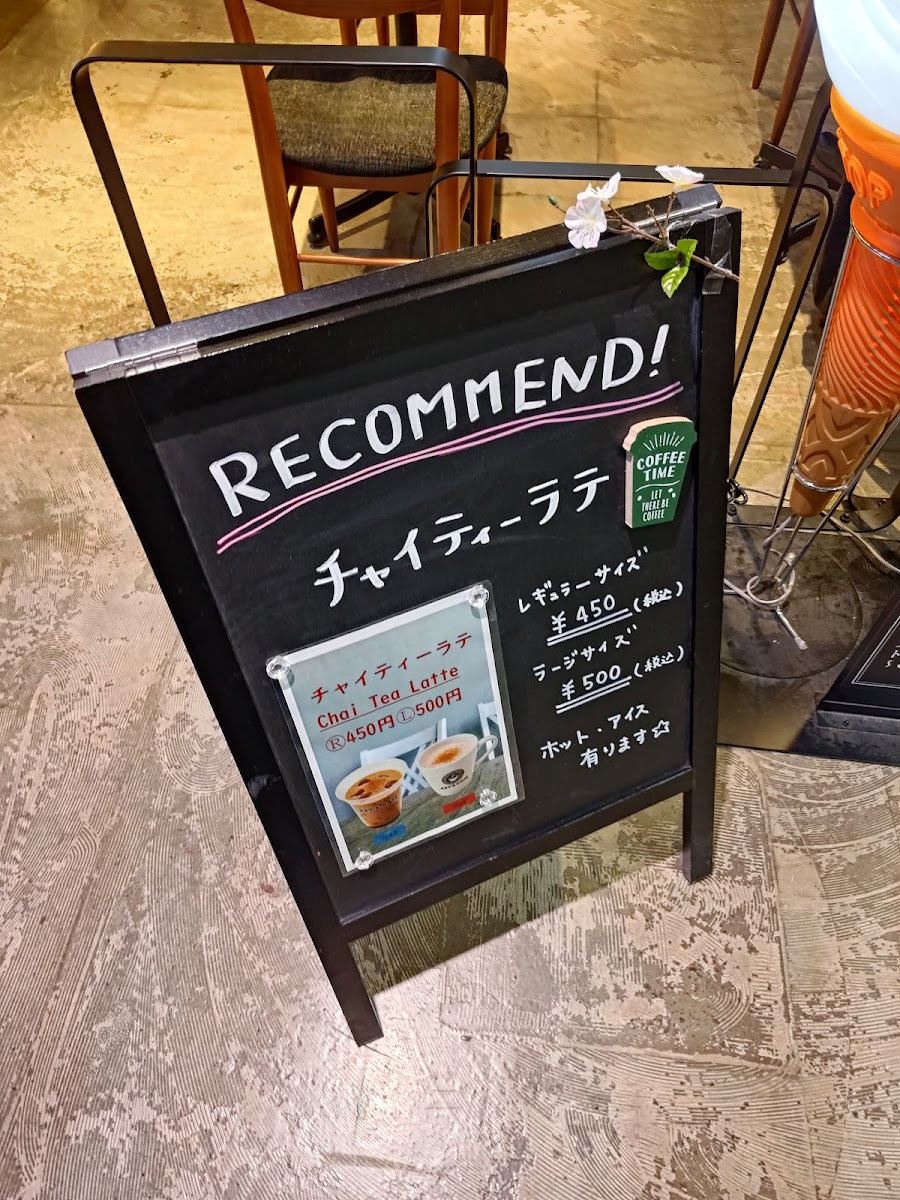 RECOMMEND!
チャイティーラテ
COFFEE
TIME
LET
THERE BE
COFFEE
レギュラーサイズ
¥450(税込)
ラージサイズ
¥500(税込)
ホット・アイス
有ります☆
チャイティーラテ
Chai Tea Latte
Ⓡ450円Ⓛ500円